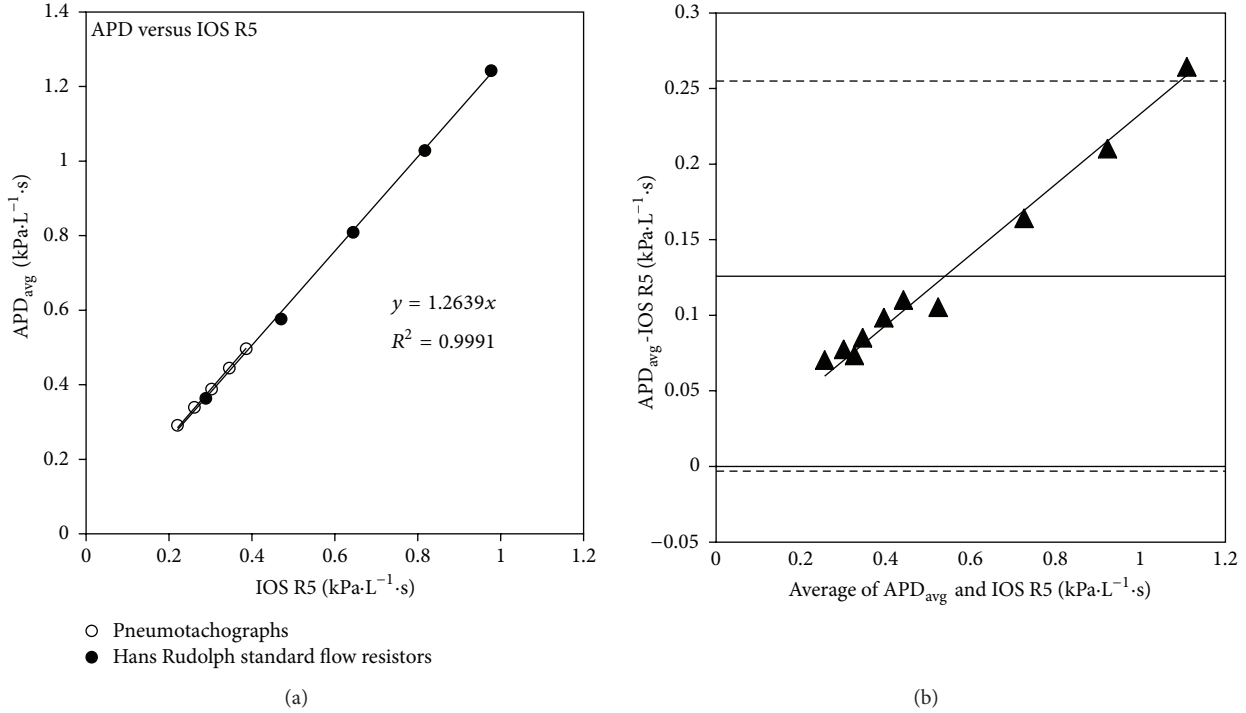 APD versus IOS R5
1.4
1.2
1
0.8
0.6
0.4
0.2
0
APD_avg (kPa·L⁻¹·s)
y = 1.2639x
R² = 0.9991
0 0.2 0.4 0.6 0.8 1 1.2
IOS R5 (kPa·L⁻¹·s)
Pneumotachographs
Hans Rudolph standard flow resistors
(a)
0.3
0.25
0.2
0.15
0.1
0.05
0
−0.05
APD_avg-IOS R5 (kPa·L⁻¹·s)
0 0.2 0.4 0.6 0.8 1 1.2
Average of APD_avg and IOS R5 (kPa·L⁻¹·s)
(b)